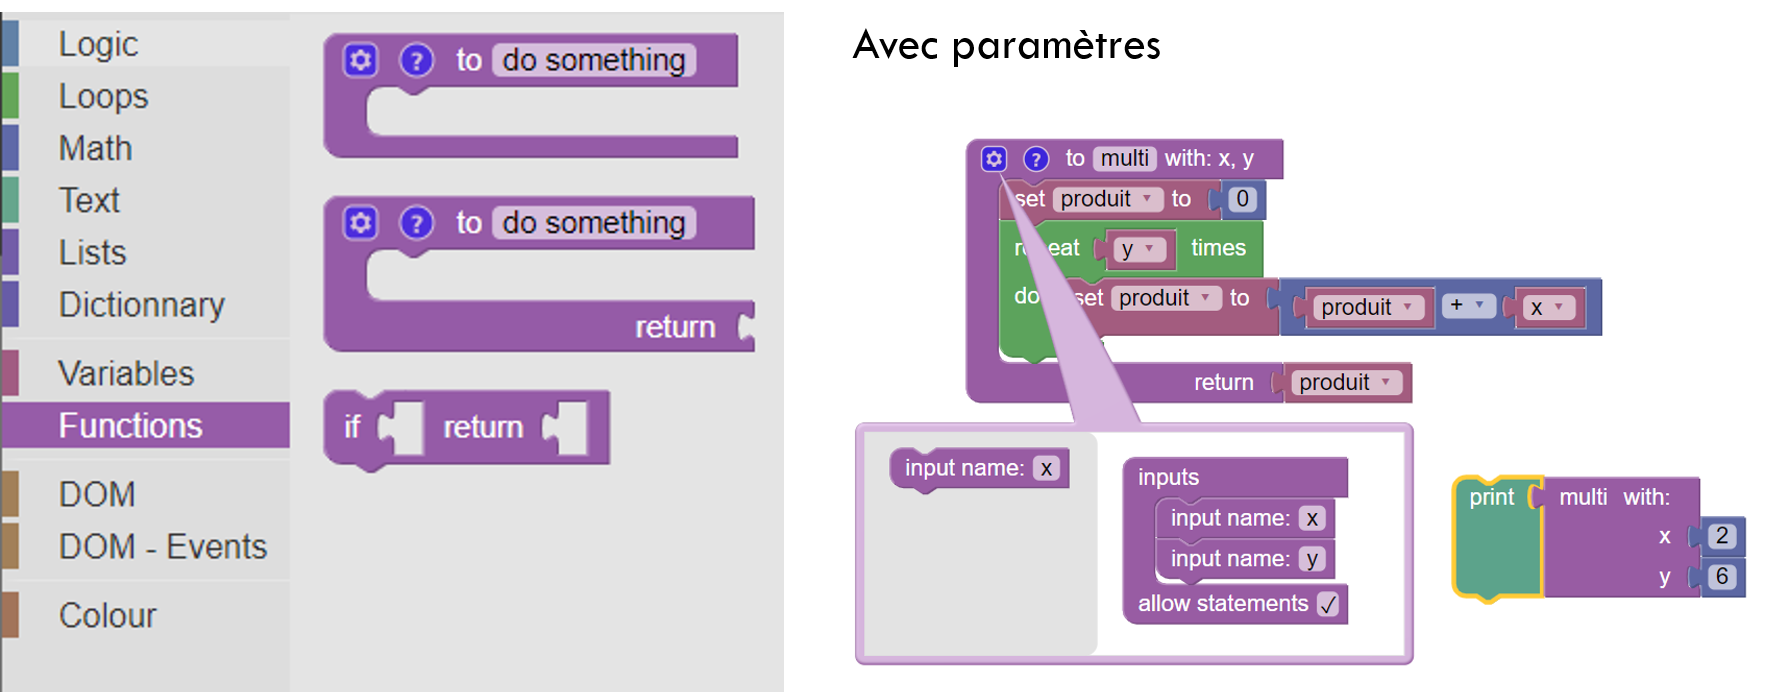 Logic
Loops
Math
Text
Lists
Dictionnary
Variables
Functions
DOM
DOM - Events
Colour
? to do something
? to do something
return
if return
Avec paramètres
? to multi with: x, y
set produit to 0
repeat y times
do set produit to produit + x
return produit
input name: x
inputs
input name: x
input name: y
allow statements ✓
print multi with:
x 2
y 6